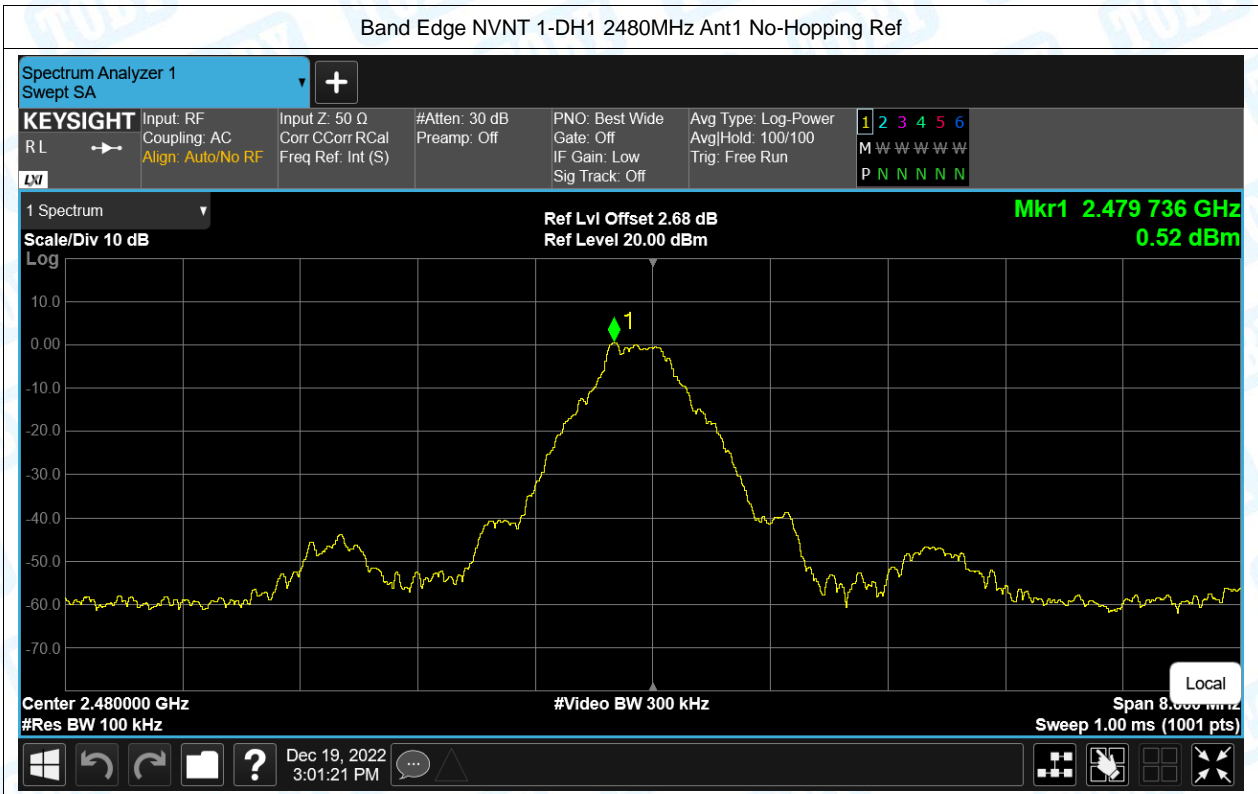 Band Edge NVNT 1-DH1 2480MHz Ant1 No-Hopping Ref
Spectrum Analyzer 1
Swept SA
KEYSIGHT
R L
LXI
Input: RF
Coupling: AC
Align: Auto/No RF
Input Z: 50 Ω
Corr CCorr RCal
Freq Ref: Int (S)
#Atten: 30 dB
Preamp: Off
PNO: Best Wide
Gate: Off
IF Gain: Low
Sig Track: Off
Avg Type: Log-Power
Avg|Hold: 100/100
Trig: Free Run
1 2 3 4 5 6
M W W W W W
P N N N N N
1 Spectrum
Scale/Div 10 dB
Ref Lvl Offset 2.68 dB
Ref Level 20.00 dBm
Mkr1 2.479 736 GHz
0.52 dBm
Log
10.0
0.00
-10.0
-20.0
-30.0
-40.0
-50.0
-60.0
-70.0
1
Local
Center 2.480000 GHz
#Video BW 300 kHz
Span 8.000 MHz
#Res BW 100 kHz
Sweep 1.00 ms (1001 pts)
Dec 19, 2022
3:01:21 PM
TOBY